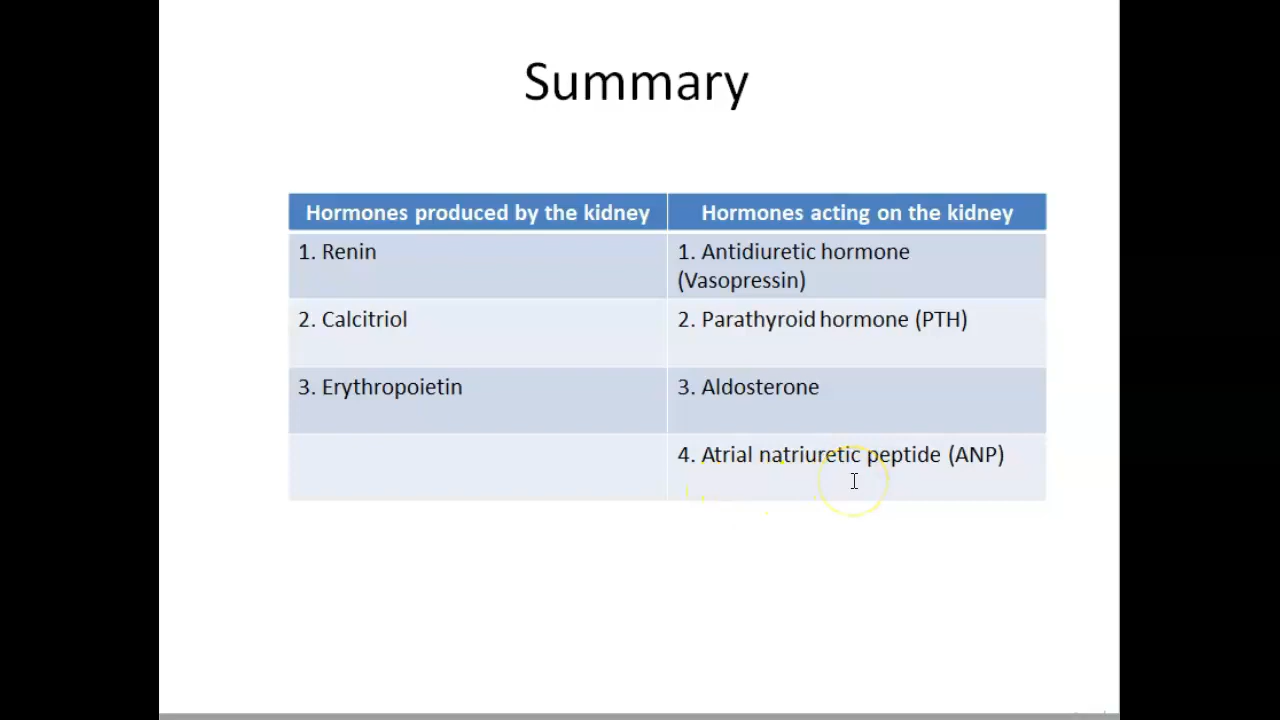 Summary
Hormones produced by the kidney
Hormones acting on the kidney
1. Renin
1. Antidiuretic hormone
(Vasopressin)
2. Calcitriol
2. Parathyroid hormone (PTH)
3. Erythropoietin
3. Aldosterone
4. Atrial natriuretic peptide (ANP)